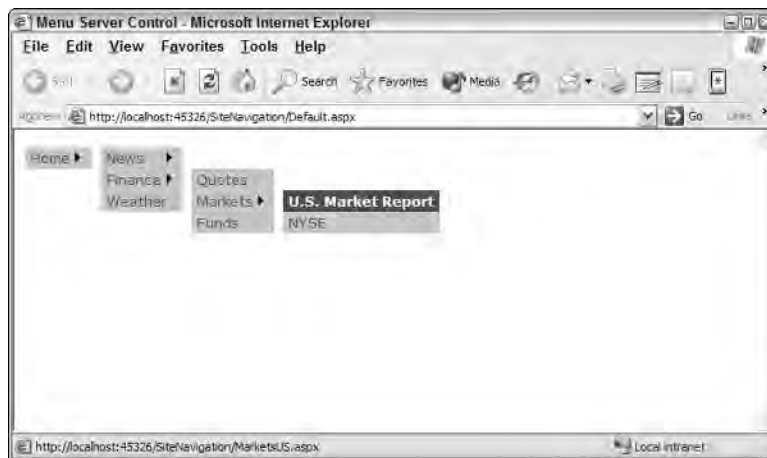 Menu Server Control - Microsoft Internet Explorer
File Edit View Favorites Tools Help
Search Favorites Media
Address http://localhost:45326/SiteNavigation/Default.aspx Go Links
Home News
Finance Quotes
Weather Markets U.S. Market Report
Funds NYSE
http://localhost:45326/SiteNavigation/MarketsUS.aspx Local intranet